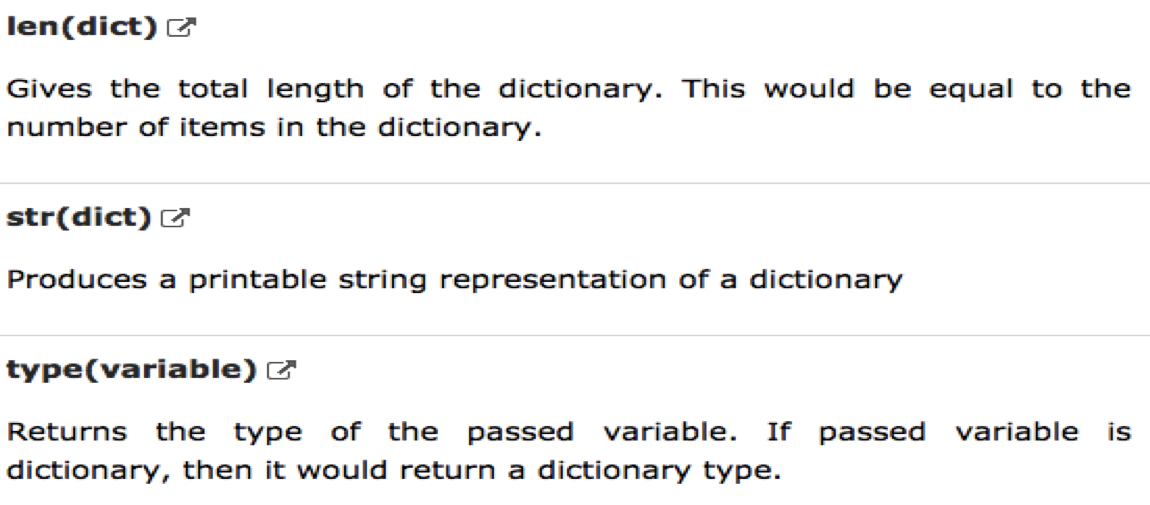 len(dict)
Gives the total length of the dictionary. This would be equal to the
number of items in the dictionary.
str(dict)
Produces a printable string representation of a dictionary
type(variable)
Returns the type of the passed variable. If passed variable is
dictionary, then it would return a dictionary type.